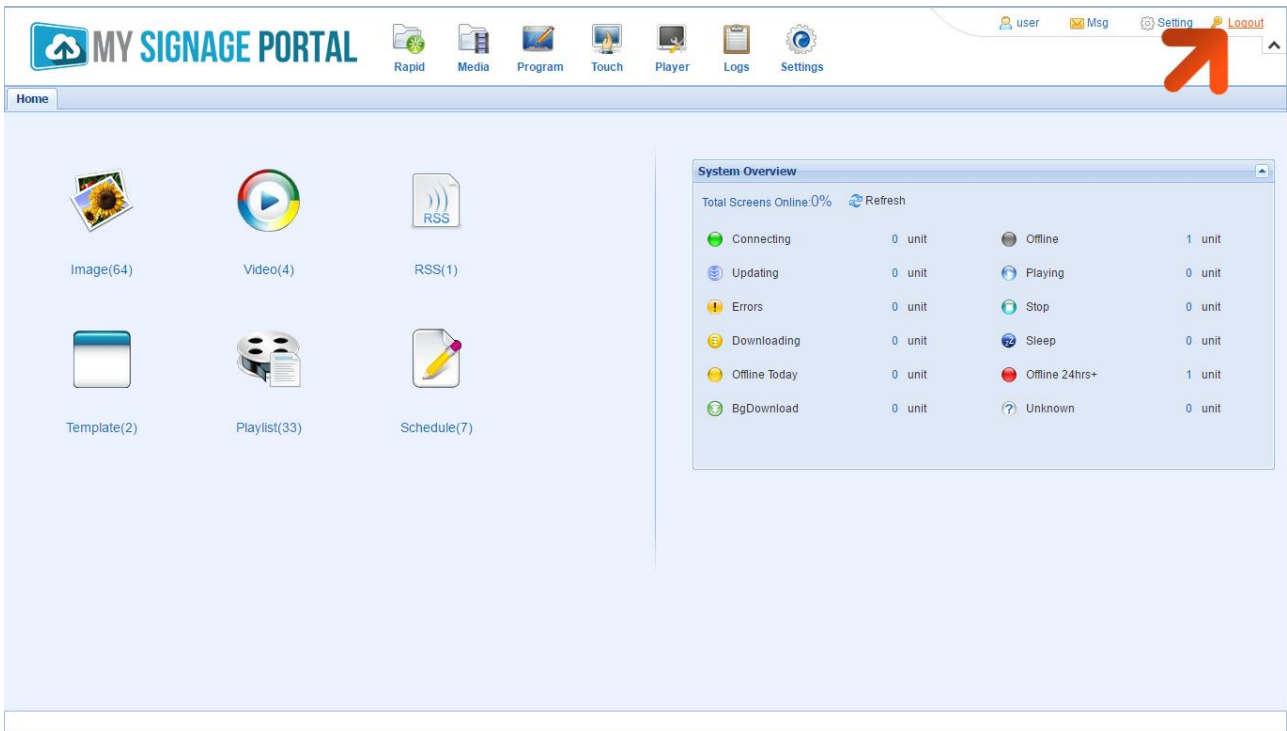 MY SIGNAGE PORTAL
Rapid Media Program Touch Player Logs Settings
user Msg Setting Logout
Home
RSS
Image(64) Video(4) RSS(1)
Template(2) Playlist(33) Schedule(7)
System Overview
Total Screens Online:0% Refresh
Connecting 0 unit Offline 1 unit
Updating 0 unit Playing 0 unit
Errors 0 unit Stop 0 unit
Downloading 0 unit Sleep 0 unit
Offline Today 0 unit Offline 24hrs+ 1 unit
BgDownload 0 unit Unknown 0 unit